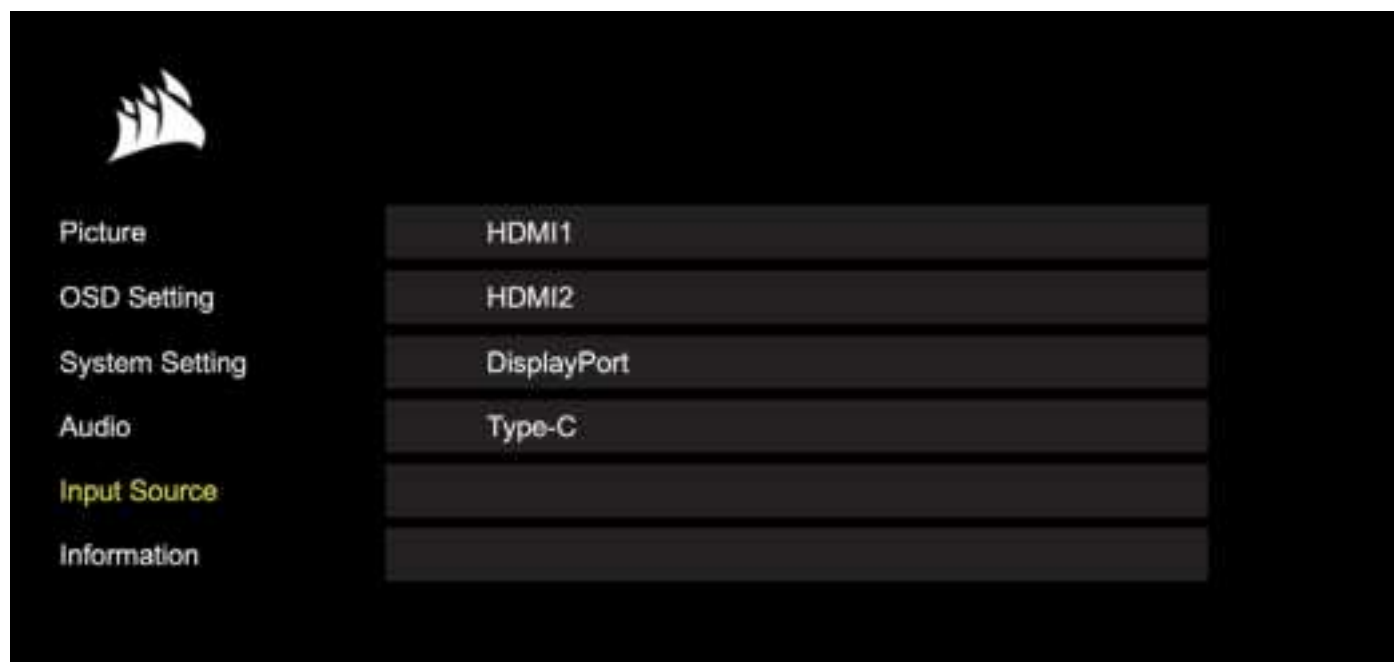 Picture HDMI1
OSD Setting HDMI2
System Setting DisplayPort
Audio Type-C
Input Source
Information